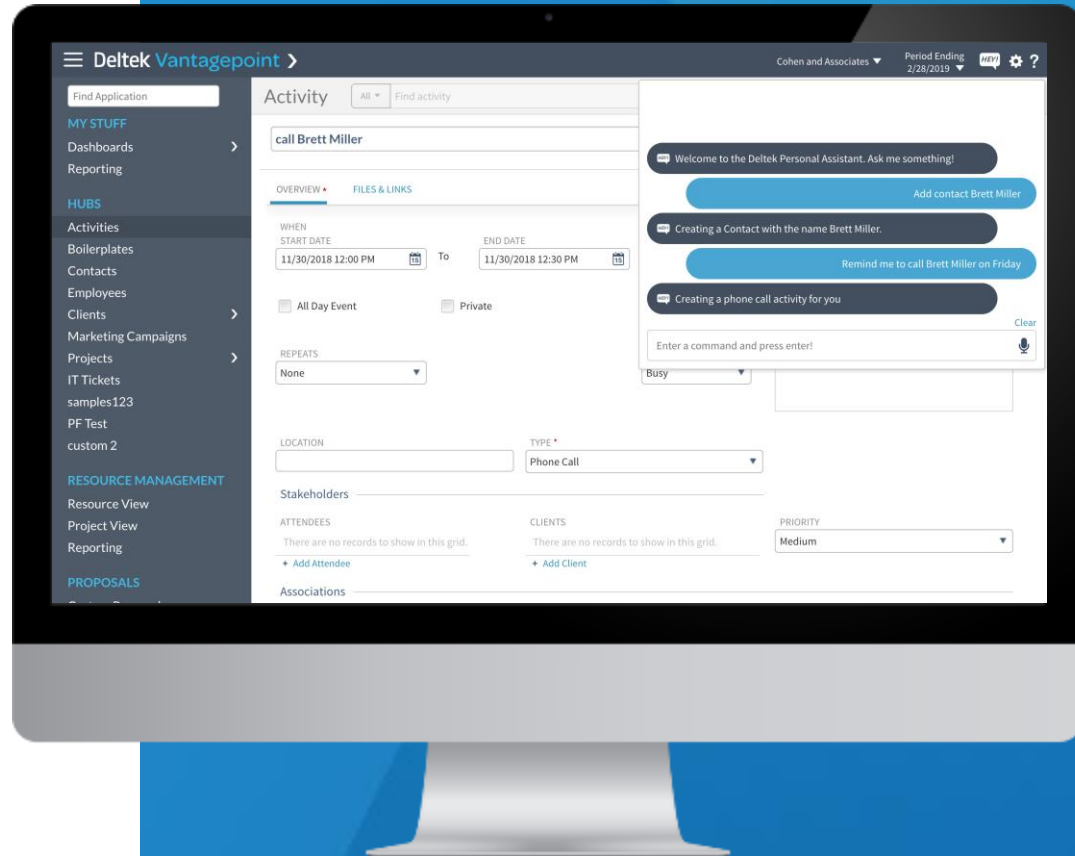 Deltek Vantagepoint ❯
Cohen and Associates ▼
Period Ending
2/28/2019 ▼
HEY!
?
Find Application
MY STUFF
Dashboards
Reporting
HUBS
Activities
Boilerplates
Contacts
Employees
Clients
Marketing Campaigns
Projects
IT Tickets
samples123
PF Test
custom 2
RESOURCE MANAGEMENT
Resource View
Project View
Reporting
PROPOSALS
Activity
All
Find activity
call Brett Miller
OVERVIEW •
FILES & LINKS
WHEN
START DATE
END DATE
11/30/2018 12:00 PM
To
11/30/2018 12:30 PM
All Day Event
Private
REPEATS
None
Busy
LOCATION
TYPE *
Phone Call
Stakeholders
ATTENDEES
CLIENTS
PRIORITY
There are no records to show in this grid.
There are no records to show in this grid.
Medium
+ Add Attendee
+ Add Client
Associations
Welcome to the Deltek Personal Assistant. Ask me something!
Add contact Brett Miller
Creating a Contact with the name Brett Miller.
Remind me to call Brett Miller on Friday
Creating a phone call activity for you
Clear
Enter a command and press enter!